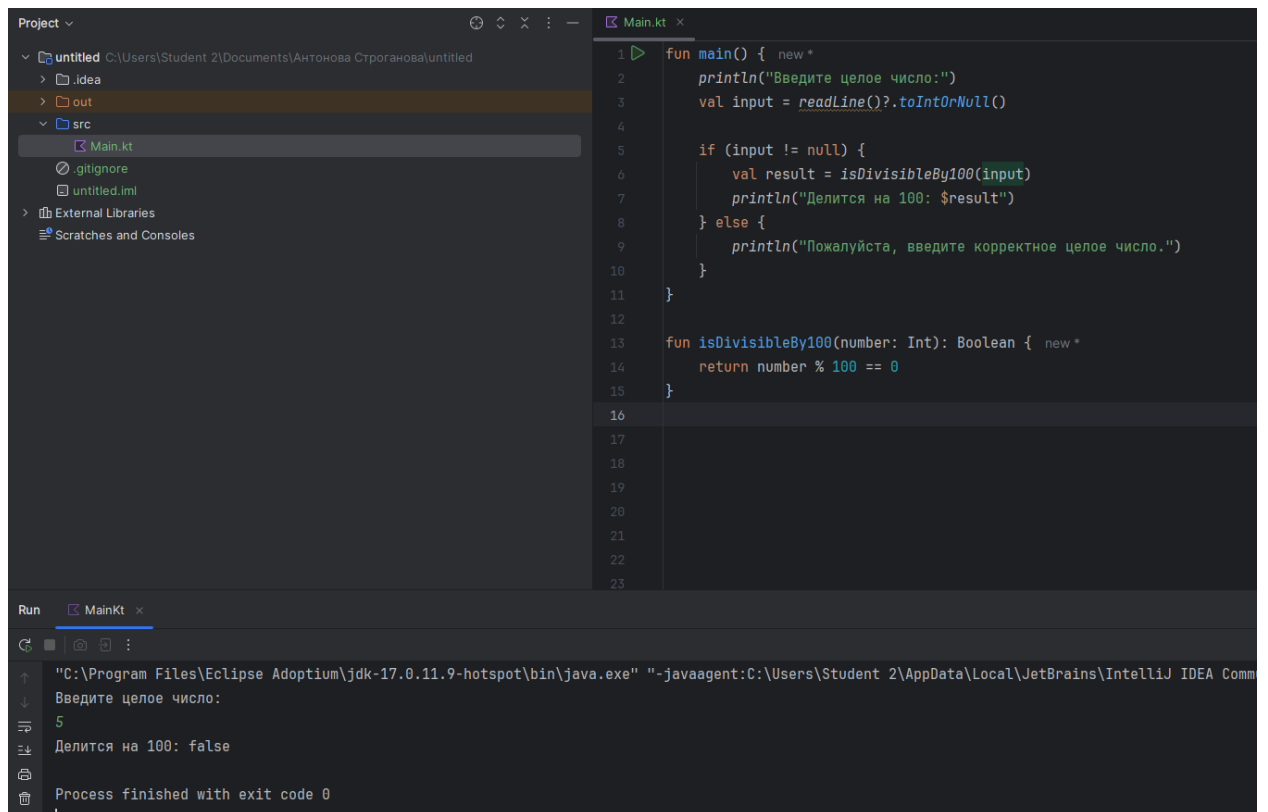 Project
untitled C:\Users\Student 2\Documents\Антонова Строганова\untitled
.idea
out
src
Main.kt
.gitignore
untitled.iml
External Libraries
Scratches and Consoles
Main.kt
1 fun main() { new *
2 println("Введите целое число:")
3 val input = readLine()?.toIntOrNull()
4
5 if (input != null) {
6 val result = isDivisibleBy100(input)
7 println("Делится на 100: $result")
8 } else {
9 println("Пожалуйста, введите корректное целое число.")
10 }
11 }
12
13 fun isDivisibleBy100(number: Int): Boolean { new *
14 return number % 100 == 0
15 }
16
17
18
19
20
21
22
23
Run MainKt
"C:\Program Files\Eclipse Adoptium\jdk-17.0.11.9-hotspot\bin\java.exe" "-javaagent:C:\Users\Student 2\AppData\Local\JetBrains\IntelliJ IDEA Comm
Введите целое число:
5
Делится на 100: false
Process finished with exit code 0